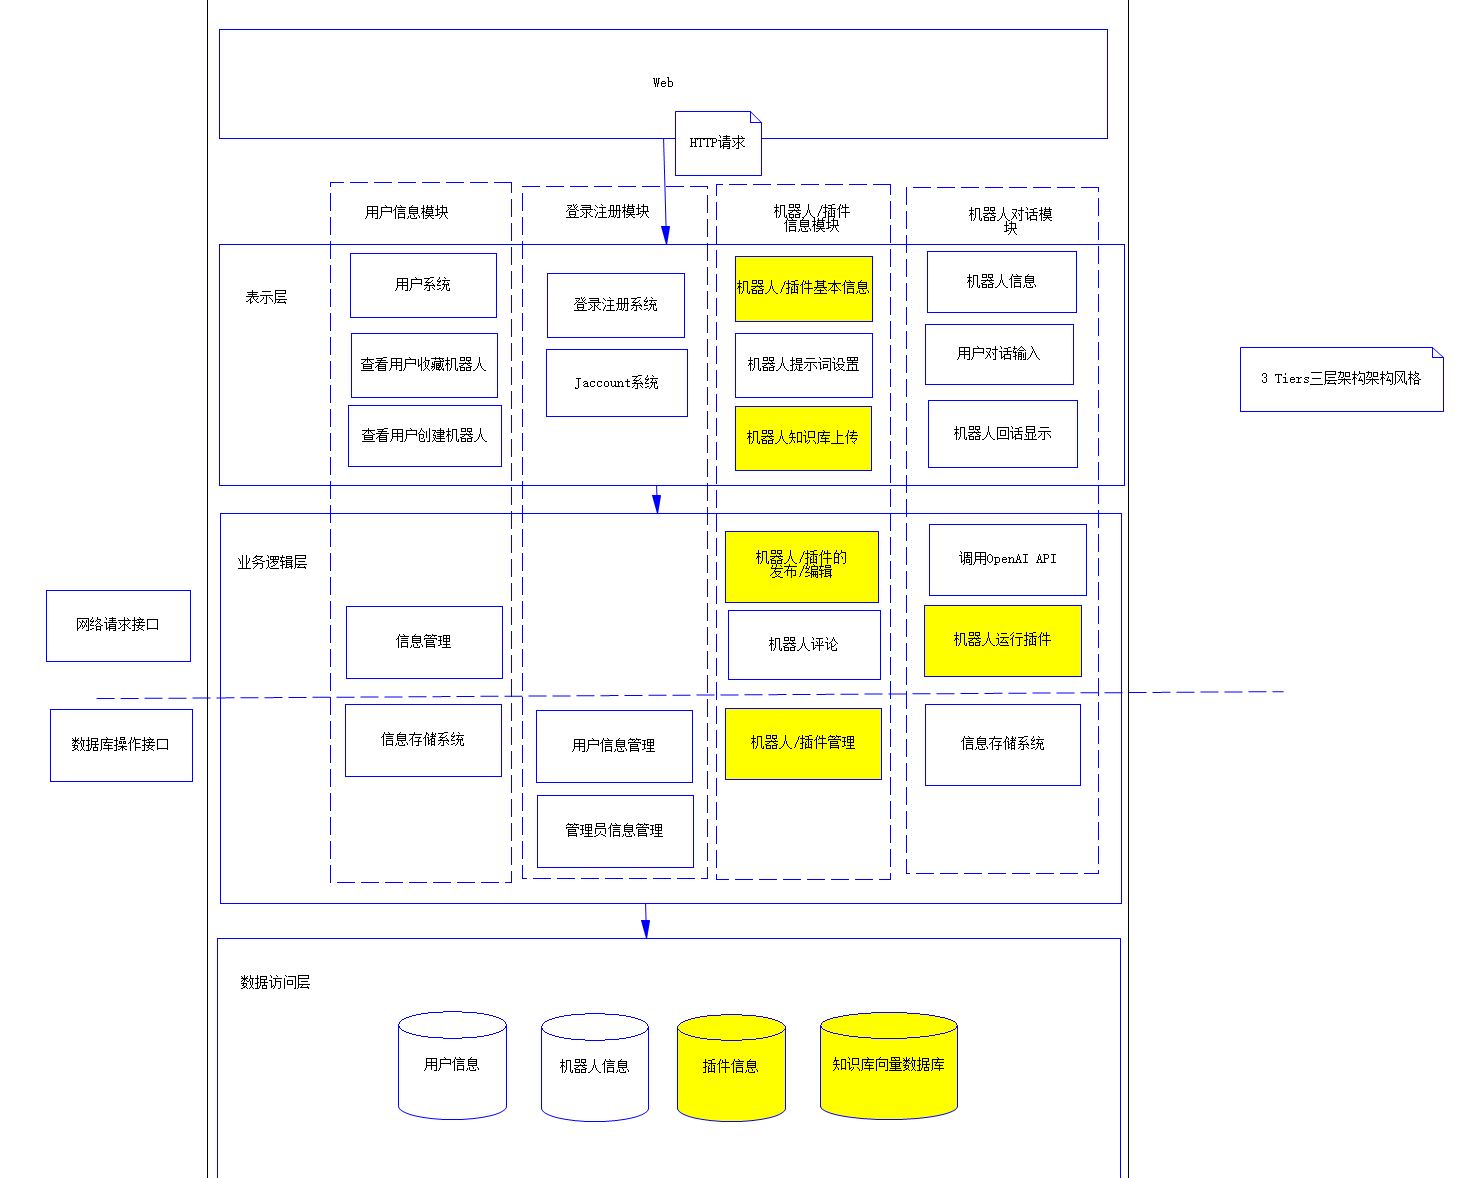 Web
HTTP请求
用户信息模块
登录注册模块
机器人/插件
信息模块
机器人对话模
块
表示层
用户系统
查看用户收藏机器人
查看用户创建机器人
登录注册系统
Jaccount系统
机器人/插件基本信息
机器人提示词设置
机器人知识库上传
机器人信息
用户对话输入
机器人回话显示
3 Tiers三层架构架构风格
业务逻辑层
网络请求接口
信息管理
机器人/插件的
发布/编辑
机器人评论
调用OpenAI API
机器人运行插件
数据库操作接口
信息存储系统
用户信息管理
管理员信息管理
机器人/插件管理
信息存储系统
数据访问层
用户信息
机器人信息
插件信息
知识库向量数据库